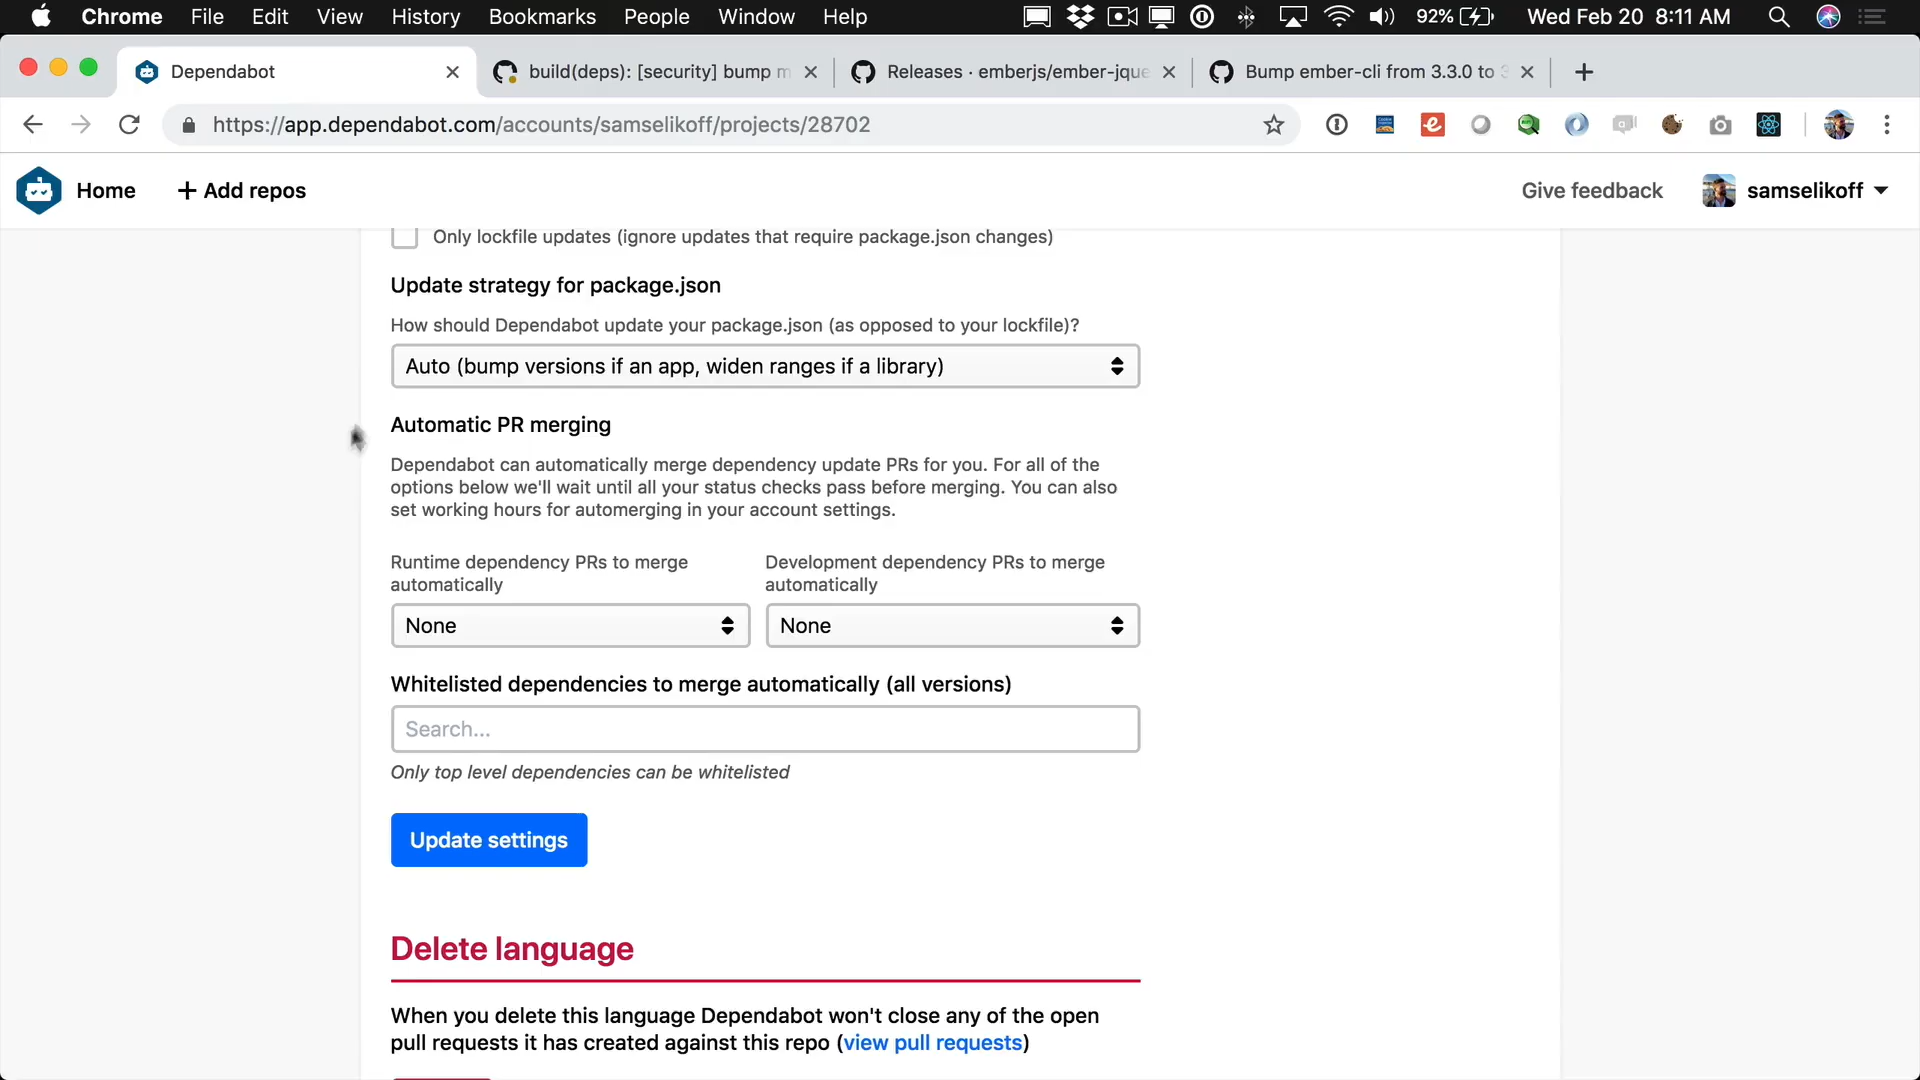 Chrome File Edit View History Bookmarks People Window Help 92% Wed Feb 20 8:11 AM
Dependabot build(deps): [security] bump m Releases · emberjs/ember-jque Bump ember-cli from 3.3.0 to 3
https://app.dependabot.com/accounts/samselikoff/projects/28702
Home + Add repos Give feedback samselikoff
Only lockfile updates (ignore updates that require package.json changes)
Update strategy for package.json
How should Dependabot update your package.json (as opposed to your lockfile)?
Auto (bump versions if an app, widen ranges if a library)
Automatic PR merging
Dependabot can automatically merge dependency update PRs for you. For all of the
options below we'll wait until all your status checks pass before merging. You can also
set working hours for automerging in your account settings.
Runtime dependency PRs to merge
automatically
Development dependency PRs to merge
automatically
None
None
Whitelisted dependencies to merge automatically (all versions)
Search...
Only top level dependencies can be whitelisted
Update settings
Delete language
When you delete this language Dependabot won't close any of the open
pull requests it has created against this repo (view pull requests)